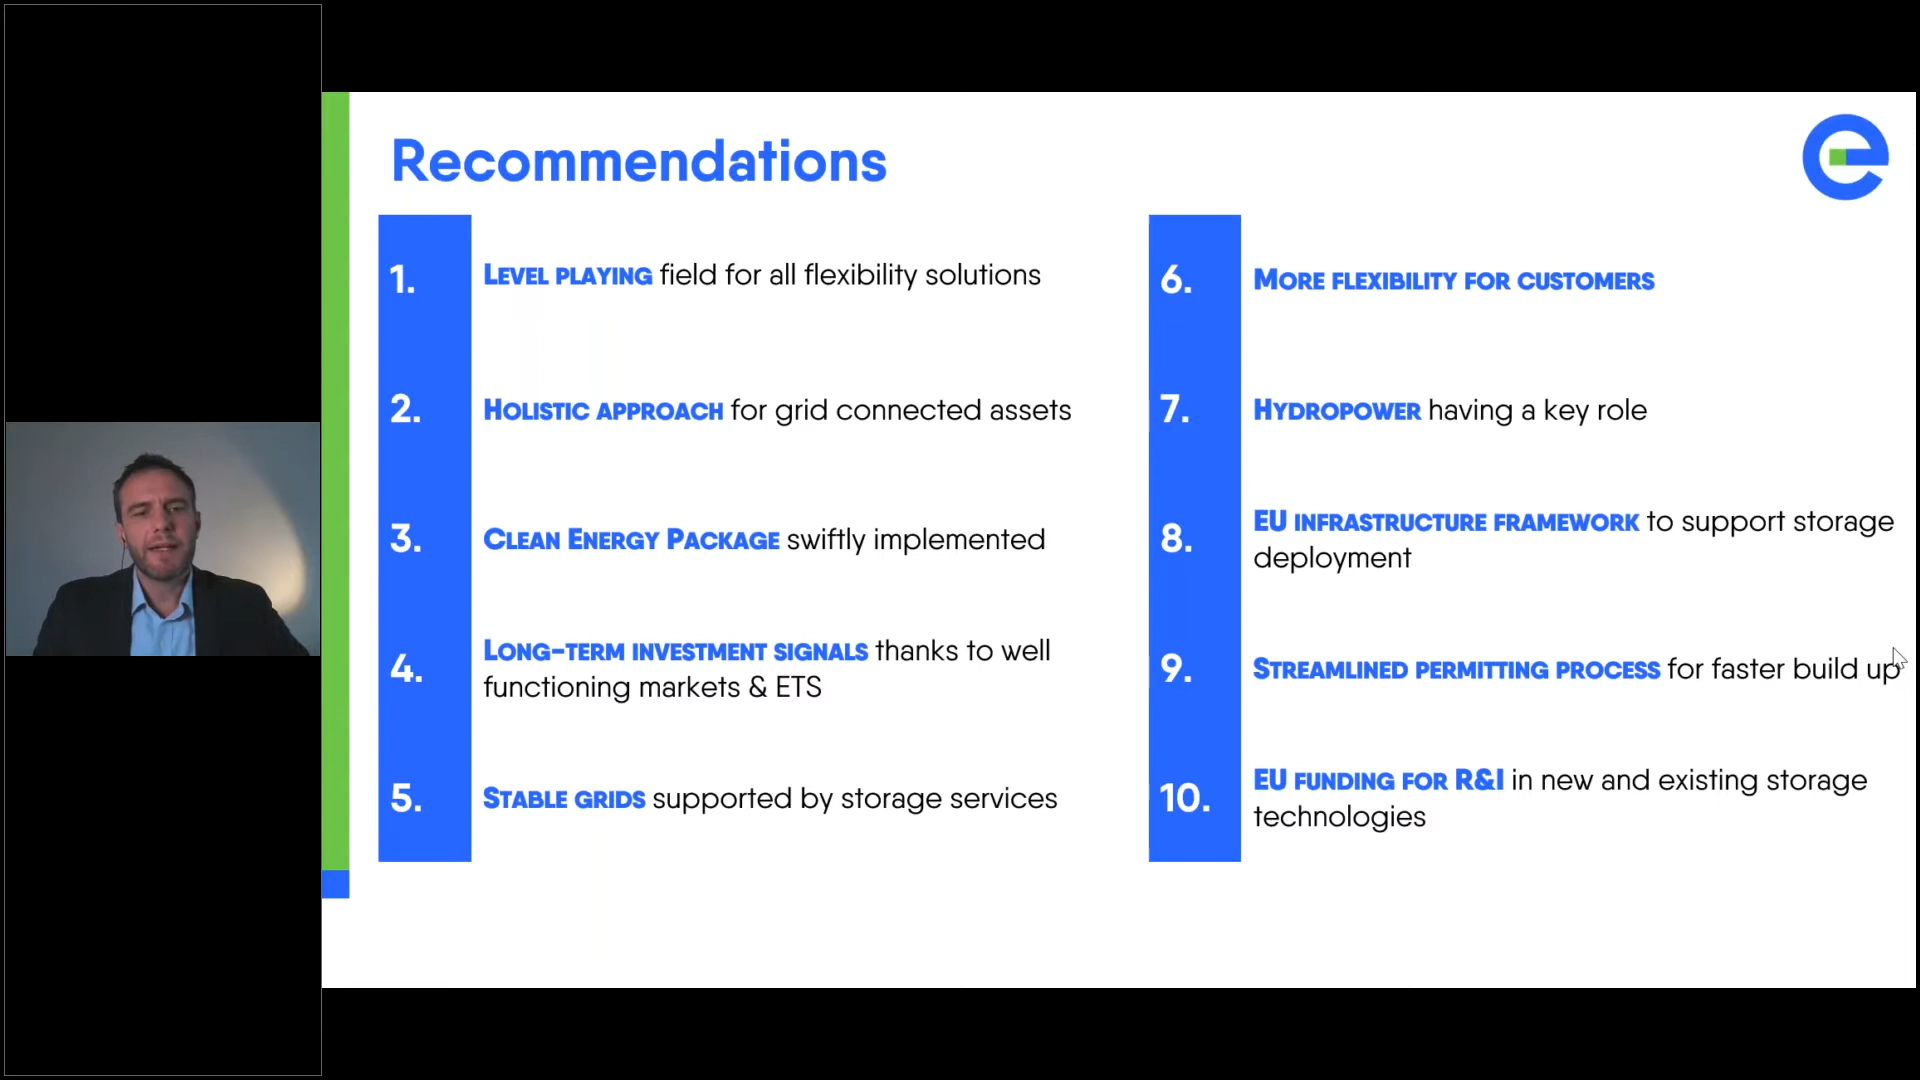 Recommendations
1.
LEVEL PLAYING field for all flexibility solutions
2.
HOLISTIC APPROACH for grid connected assets
3.
CLEAN ENERGY PACKAGE swiftly implemented
4.
LONG-TERM INVESTMENT SIGNALS thanks to well
functioning markets & ETS
5.
STABLE GRIDS supported by storage services
6.
MORE FLEXIBILITY FOR CUSTOMERS
7.
HYDROPOWER having a key role
8.
EU INFRASTRUCTURE FRAMEWORK to support storage
deployment
9.
STREAMLINED PERMITTING PROCESS for faster build up
10.
EU FUNDING FOR R&I in new and existing storage
technologies